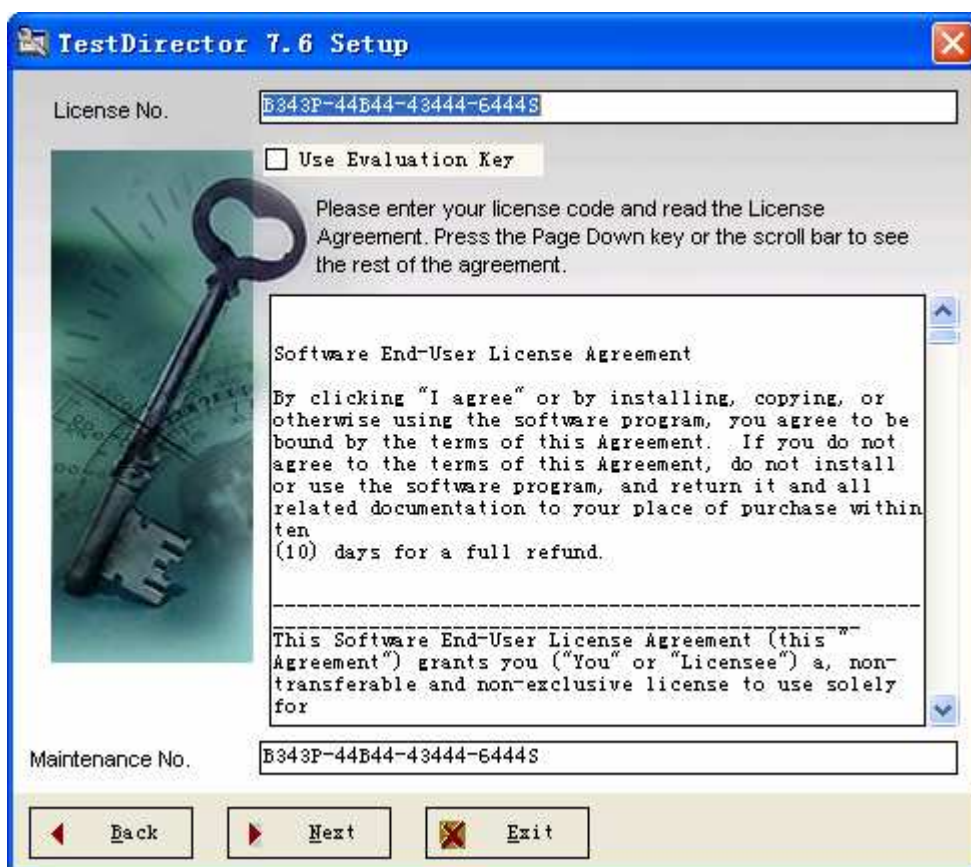 TestDirector 7.6 Setup
License No.
B343P-44B44-43444-6444S
Use Evaluation Key
Please enter your license code and read the License
Agreement. Press the Page Down key or the scroll bar to see
the rest of the agreement.
Software End-User License Agreement
By clicking "I agree" or by installing, copying, or
otherwise using the software program, you agree to be
bound by the terms of this Agreement.  If you do not
agree to the terms of this Agreement, do not install
or use the software program, and return it and all
related documentation to your place of purchase within
ten
(10) days for a full refund.
This Software End-User License Agreement (this "
Agreement") grants you ("You" or "Licensee") a, non-
transferable and non-exclusive license to use solely
for
Maintenance No.
B343P-44B44-43444-6444S
Back
Next
Exit